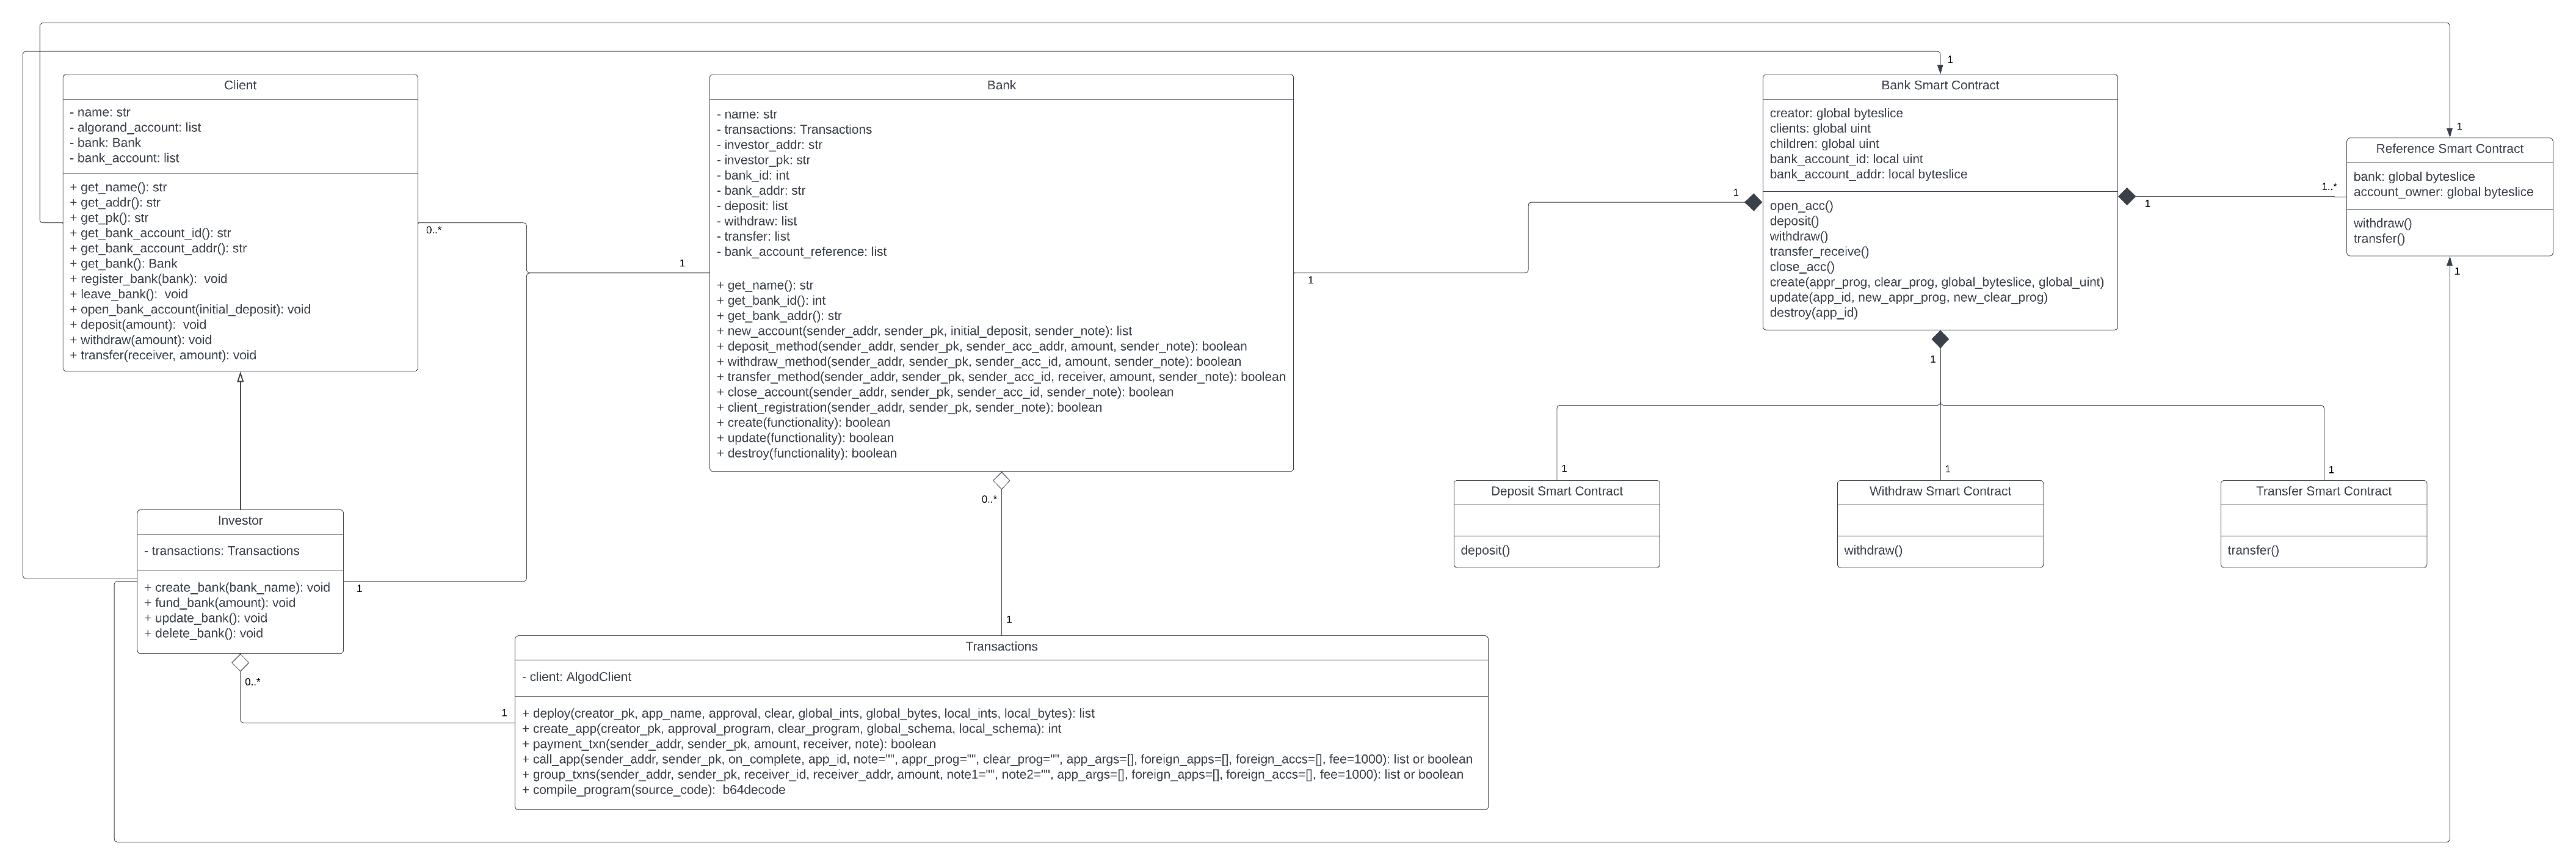 Client
- name: str
- algorand_account: list
- bank: Bank
- bank_account: list
+ get_name(): str
+ get_addr(): str
+ get_pk(): str
+ get_bank_account_id(): str
+ get_bank_account_addr(): str
+ get_bank(): Bank
+ register_bank(bank):  void
+ leave_bank():  void
+ open_bank_account(initial_deposit): void
+ deposit(amount):  void
+ withdraw(amount): void
+ transfer(receiver, amount): void
0..*
1
Bank
- name: str
- transactions: Transactions
- investor_addr: str
- investor_pk: str
- bank_id: int
- bank_addr: str
- deposit: list
- withdraw: list
- transfer: list
- bank_account_reference: list
+ get_name(): str
+ get_bank_id(): int
+ get_bank_addr(): str
+ new_account(sender_addr, sender_pk, initial_deposit, sender_note): list
+ deposit_method(sender_addr, sender_pk, sender_acc_addr, amount, sender_note): boolean
+ withdraw_method(sender_addr, sender_pk, sender_acc_id, amount, sender_note): boolean
+ transfer_method(sender_addr, sender_pk, sender_acc_id, receiver, amount, sender_note): boolean
+ close_account(sender_addr, sender_pk, sender_acc_id, sender_note): boolean
+ client_registration(sender_addr, sender_pk, sender_note): boolean
+ create(functionality): boolean
+ update(functionality): boolean
+ destroy(functionality): boolean
1
1
1
Bank Smart Contract
creator: global byteslice
clients: global uint
children: global uint
bank_account_id: local uint
bank_account_addr: local byteslice
open_acc()
deposit()
withdraw()
transfer_receive()
close_acc()
create(appr_prog, clear_prog, global_byteslice, global_uint)
update(app_id, new_appr_prog, new_clear_prog)
destroy(app_id)
1
1..*
1
Reference Smart Contract
bank: global byteslice
account_owner: global byteslice
withdraw()
transfer()
1
1
1
1
1
Deposit Smart Contract
deposit()
Withdraw Smart Contract
withdraw()
Transfer Smart Contract
transfer()
Investor
- transactions: Transactions
+ create_bank(bank_name): void
+ fund_bank(amount): void
+ update_bank(): void
+ delete_bank(): void
1
0..*
1
0..*
1
Transactions
- client: AlgodClient
+ deploy(creator_pk, app_name, approval, clear, global_ints, global_bytes, local_ints, local_bytes): list
+ create_app(creator_pk, approval_program, clear_program, global_schema, local_schema): int
+ payment_txn(sender_addr, sender_pk, amount, receiver, note): boolean
+ call_app(sender_addr, sender_pk, on_complete, app_id, note="", appr_prog="", clear_prog="", app_args=[], foreign_apps=[], foreign_accs=[], fee=1000): list or boolean
+ group_txns(sender_addr, sender_pk, receiver_id, receiver_addr, amount, note1="", note2="", app_args=[], foreign_apps=[], foreign_accs=[], fee=1000): list or boolean
+ compile_program(source_code):  b64decode